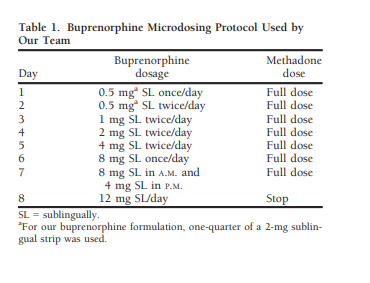 Table 1. Buprenorphine Microdosing Protocol Used by
Our Team
Buprenorphine Methadone
Day dosage dose
1 0.5 mgᵃ SL once/day Full dose
2 0.5 mgᵃ SL twice/day Full dose
3 1 mg SL twice/day Full dose
4 2 mg SL twice/day Full dose
5 4 mg SL twice/day Full dose
6 8 mg SL once/day Full dose
7 8 mg SL in A.M. and Full dose
4 mg SL in P.M.
8 12 mg SL/day Stop
SL = sublingually.
ᵃFor our buprenorphine formulation, one-quarter of a 2-mg sublin-
gual strip was used.